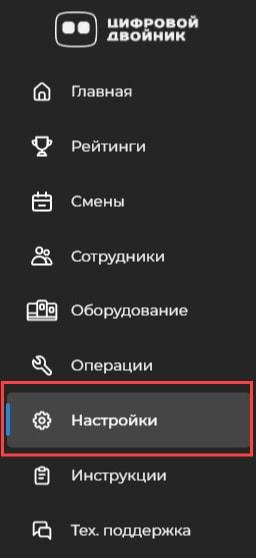 ЦИФРОВОЙ
ДВОЙНИК
Главная
Рейтинги
Смены
Сотрудники
Оборудование
Операции
Настройки
Инструкции
Тех. поддержка